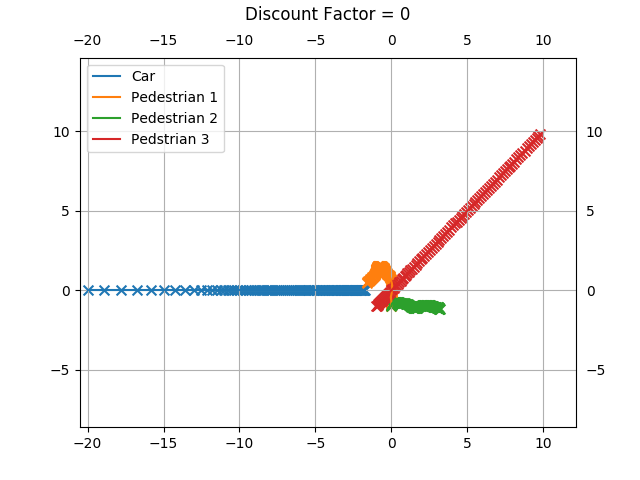 Discount Factor = 0
−20 −15 −10 −5 0 5 10
Car
Pedestrian 1
Pedestrian 2
Pedstrian 3
10 10
5 5
0 0
−5 −5
−20 −15 −10 −5 0 5 10